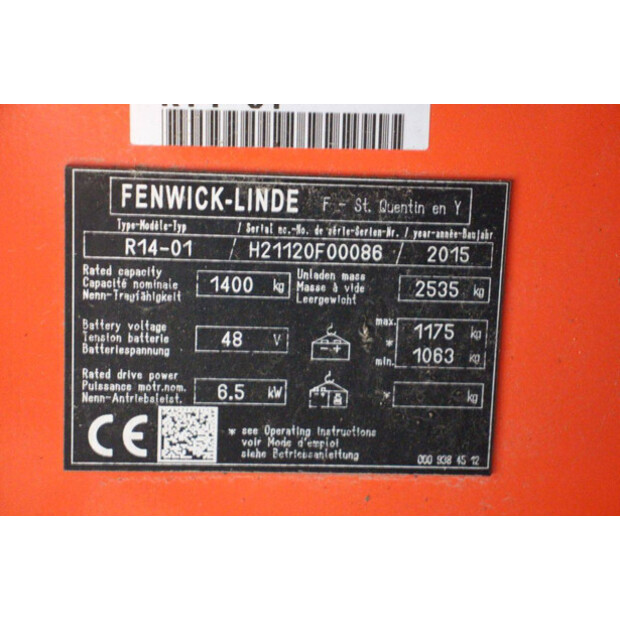 FENWICK-LINDE F - St. Quentin en Y
Type-Modèle-Typ / Serial no.-No. de série-Serien-Nr. / year-année-Baujahr
R14-01 / H21120F00086 / 2015
Rated capacity
Capacité nominale 1400 kg
Nenn-Tragfähigkeit
Unladen mass
Masse à vide 2535 kg
Leergewicht
Battery voltage
Tension batterie 48 V
Batteriespannung
- +
max. 1175 kg
*
min. 1063 kg
Rated drive power
Puissance motr.nom. 6.5 kW
Nenn-Antriebsleist.
* kg
CE
* see Operating instructions
voir Mode d'emploi
siehe Betriebsanleitung
000 938 45 12